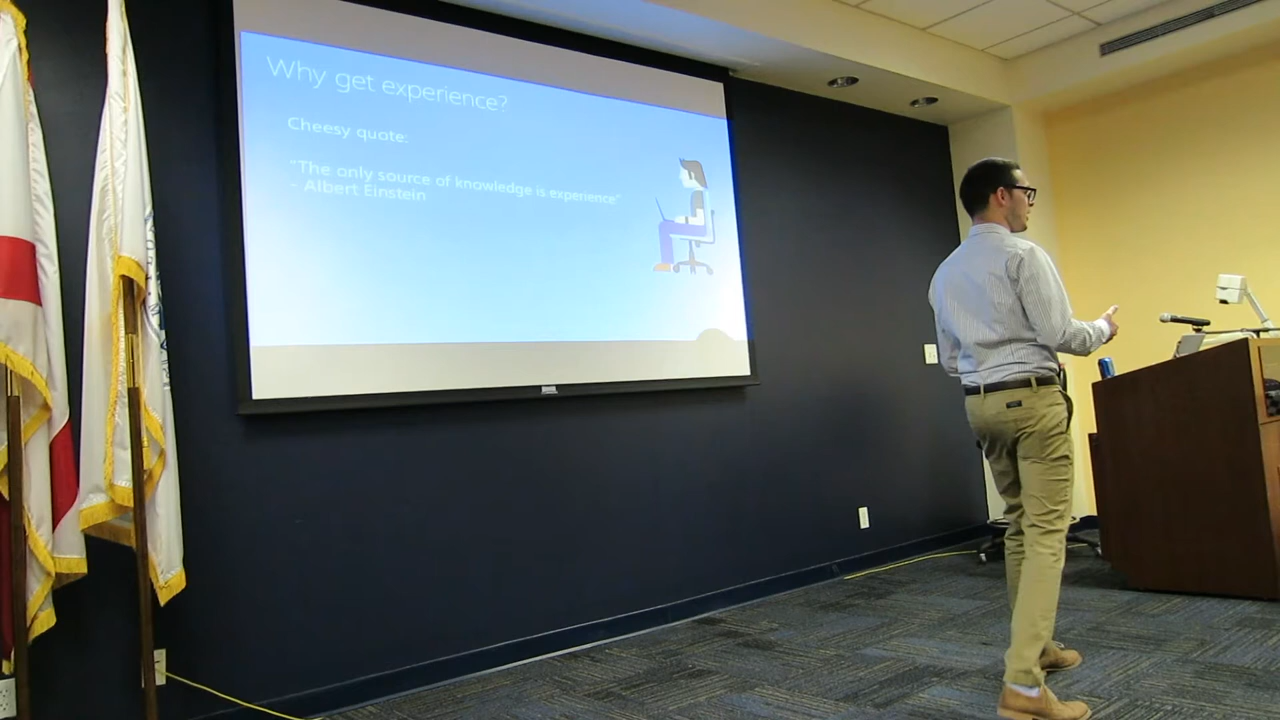 Why get experience?
Cheesy quote:
"The only source of knowledge is experience"
- Albert Einstein